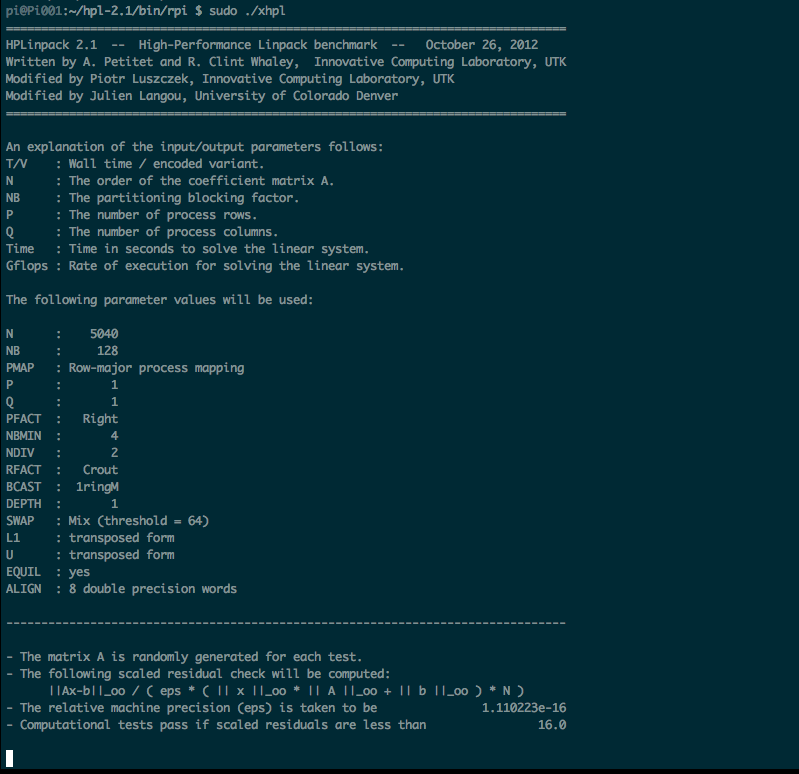 pi@Pi001:~/hpl-2.1/bin/rpi $ sudo ./xhpl
================================================================================
HPLinpack 2.1  --  High-Performance Linpack benchmark  --   October 26, 2012
Written by A. Petitet and R. Clint Whaley,  Innovative Computing Laboratory, UTK
Modified by Piotr Luszczek, Innovative Computing Laboratory, UTK
Modified by Julien Langou, University of Colorado Denver
================================================================================
An explanation of the input/output parameters follows:
T/V    : Wall time / encoded variant.
N      : The order of the coefficient matrix A.
NB     : The partitioning blocking factor.
P      : The number of process rows.
Q      : The number of process columns.
Time   : Time in seconds to solve the linear system.
Gflops : Rate of execution for solving the linear system.
The following parameter values will be used:
N      :    5040
NB     :     128
PMAP   : Row-major process mapping
P      :       1
Q      :       1
PFACT  :   Right
NBMIN  :       4
NDIV   :       2
RFACT  :   Crout
BCAST  :  1ringM
DEPTH  :       1
SWAP   : Mix (threshold = 64)
L1     : transposed form
U      : transposed form
EQUIL  : yes
ALIGN  : 8 double precision words
--------------------------------------------------------------------------------
- The matrix A is randomly generated for each test.
- The following scaled residual check will be computed:
      ||Ax-b||_oo / ( eps * ( || x ||_oo * || A ||_oo + || b ||_oo ) * N )
- The relative machine precision (eps) is taken to be               1.110223e-16
- Computational tests pass if scaled residuals are less than                16.0